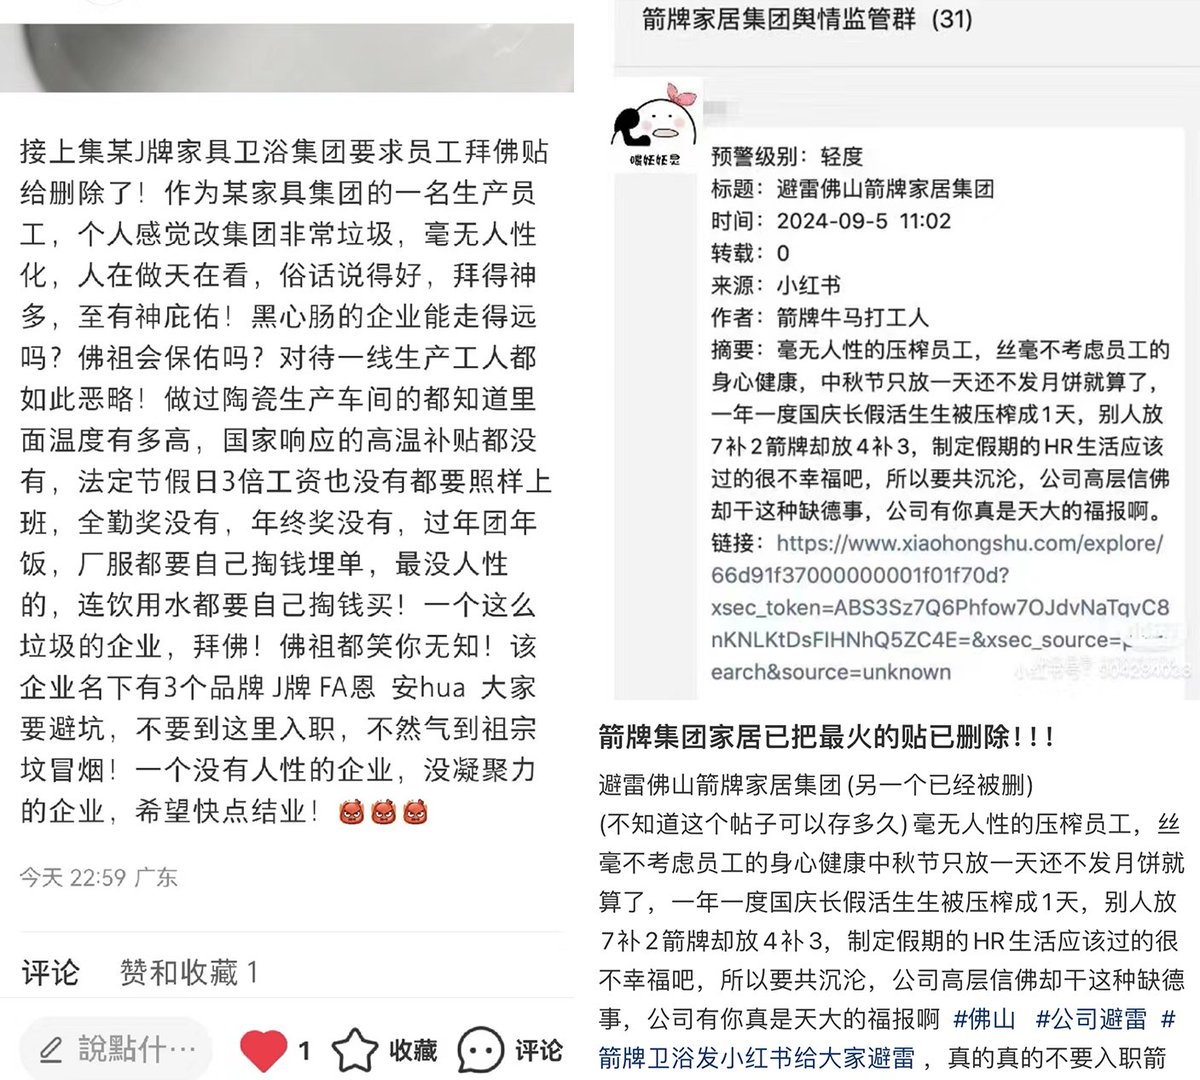 接上集某J牌家具卫浴集团要求员工拜佛贴
给删除了！作为某家具集团的一名生产员
工，个人感觉改集团非常垃圾，毫无人性
化，人在做天在看，俗话说得好，拜得神
多，至有神庇佑！黑心肠的企业能走得远
吗？佛祖会保佑吗？对待一线生产工人都
如此恶略！做过陶瓷生产车间的都知道里
面温度有多高，国家响应的高温补贴都没
有，法定节假日3倍工资也没有都要照样上
班，全勤奖没有，年终奖没有，过年团年
饭，厂服都要自己掏钱埋单，最没人性
的，连饮用水都要自己掏钱买！一个这么
垃圾的企业，拜佛！佛祖都笑你无知！该
企业名下有3个品牌 J牌 FA恩 安hua 大家
要避坑，不要到这里入职，不然气到祖宗
坟冒烟！一个没有人性的企业，没凝聚力
的企业，希望快点结业！👹👹👹
今天 22:59 广东
评论 赞和收藏 1
説點什⋯
1 收藏 评论
箭牌家居集团舆情监管群 (31)
喂妖妖灵
预警级别：轻度
标题：避雷佛山箭牌家居集团
时间：2024-09-5 11:02
转载：0
来源：小红书
作者：箭牌牛马打工人
摘要：毫无人性的压榨员工，丝毫不考虑员工的
身心健康，中秋节只放一天还不发月饼就算了，
一年一度国庆长假活生生被压榨成1天，别人放
7补2箭牌却放4补3，制定假期的HR生活应该
过的很不幸福吧，所以要共沉沦，公司高层信佛
却干这种缺德事，公司有你真是天大的福报啊。
链接：https://www.xiaohongshu.com/explore/
66d91f37000000001f01f70d?
xsec_token=ABS3Sz7Q6Phfow7OJdvNaTqvC8
nKNLKtDsFIHNhQ5ZC4E=&xsec_source=
earch&source=unknown
箭牌集团家居已把最火的贴已删除！！！
避雷佛山箭牌家居集团 (另一个已经被删)
(不知道这个帖子可以存多久) 毫无人性的压榨员工，丝
毫不考虑员工的身心健康中秋节只放一天还不发月饼就
算了，一年一度国庆长假活生生被压榨成1天，别人放
7补2箭牌却放4补3，制定假期的HR生活应该过的很
不幸福吧，所以要共沉沦，公司高层信佛却干这种缺德
事，公司有你真是天大的福报啊 #佛山 #公司避雷 #
箭牌卫浴发小红书给大家避雷，真的真的不要入职箭